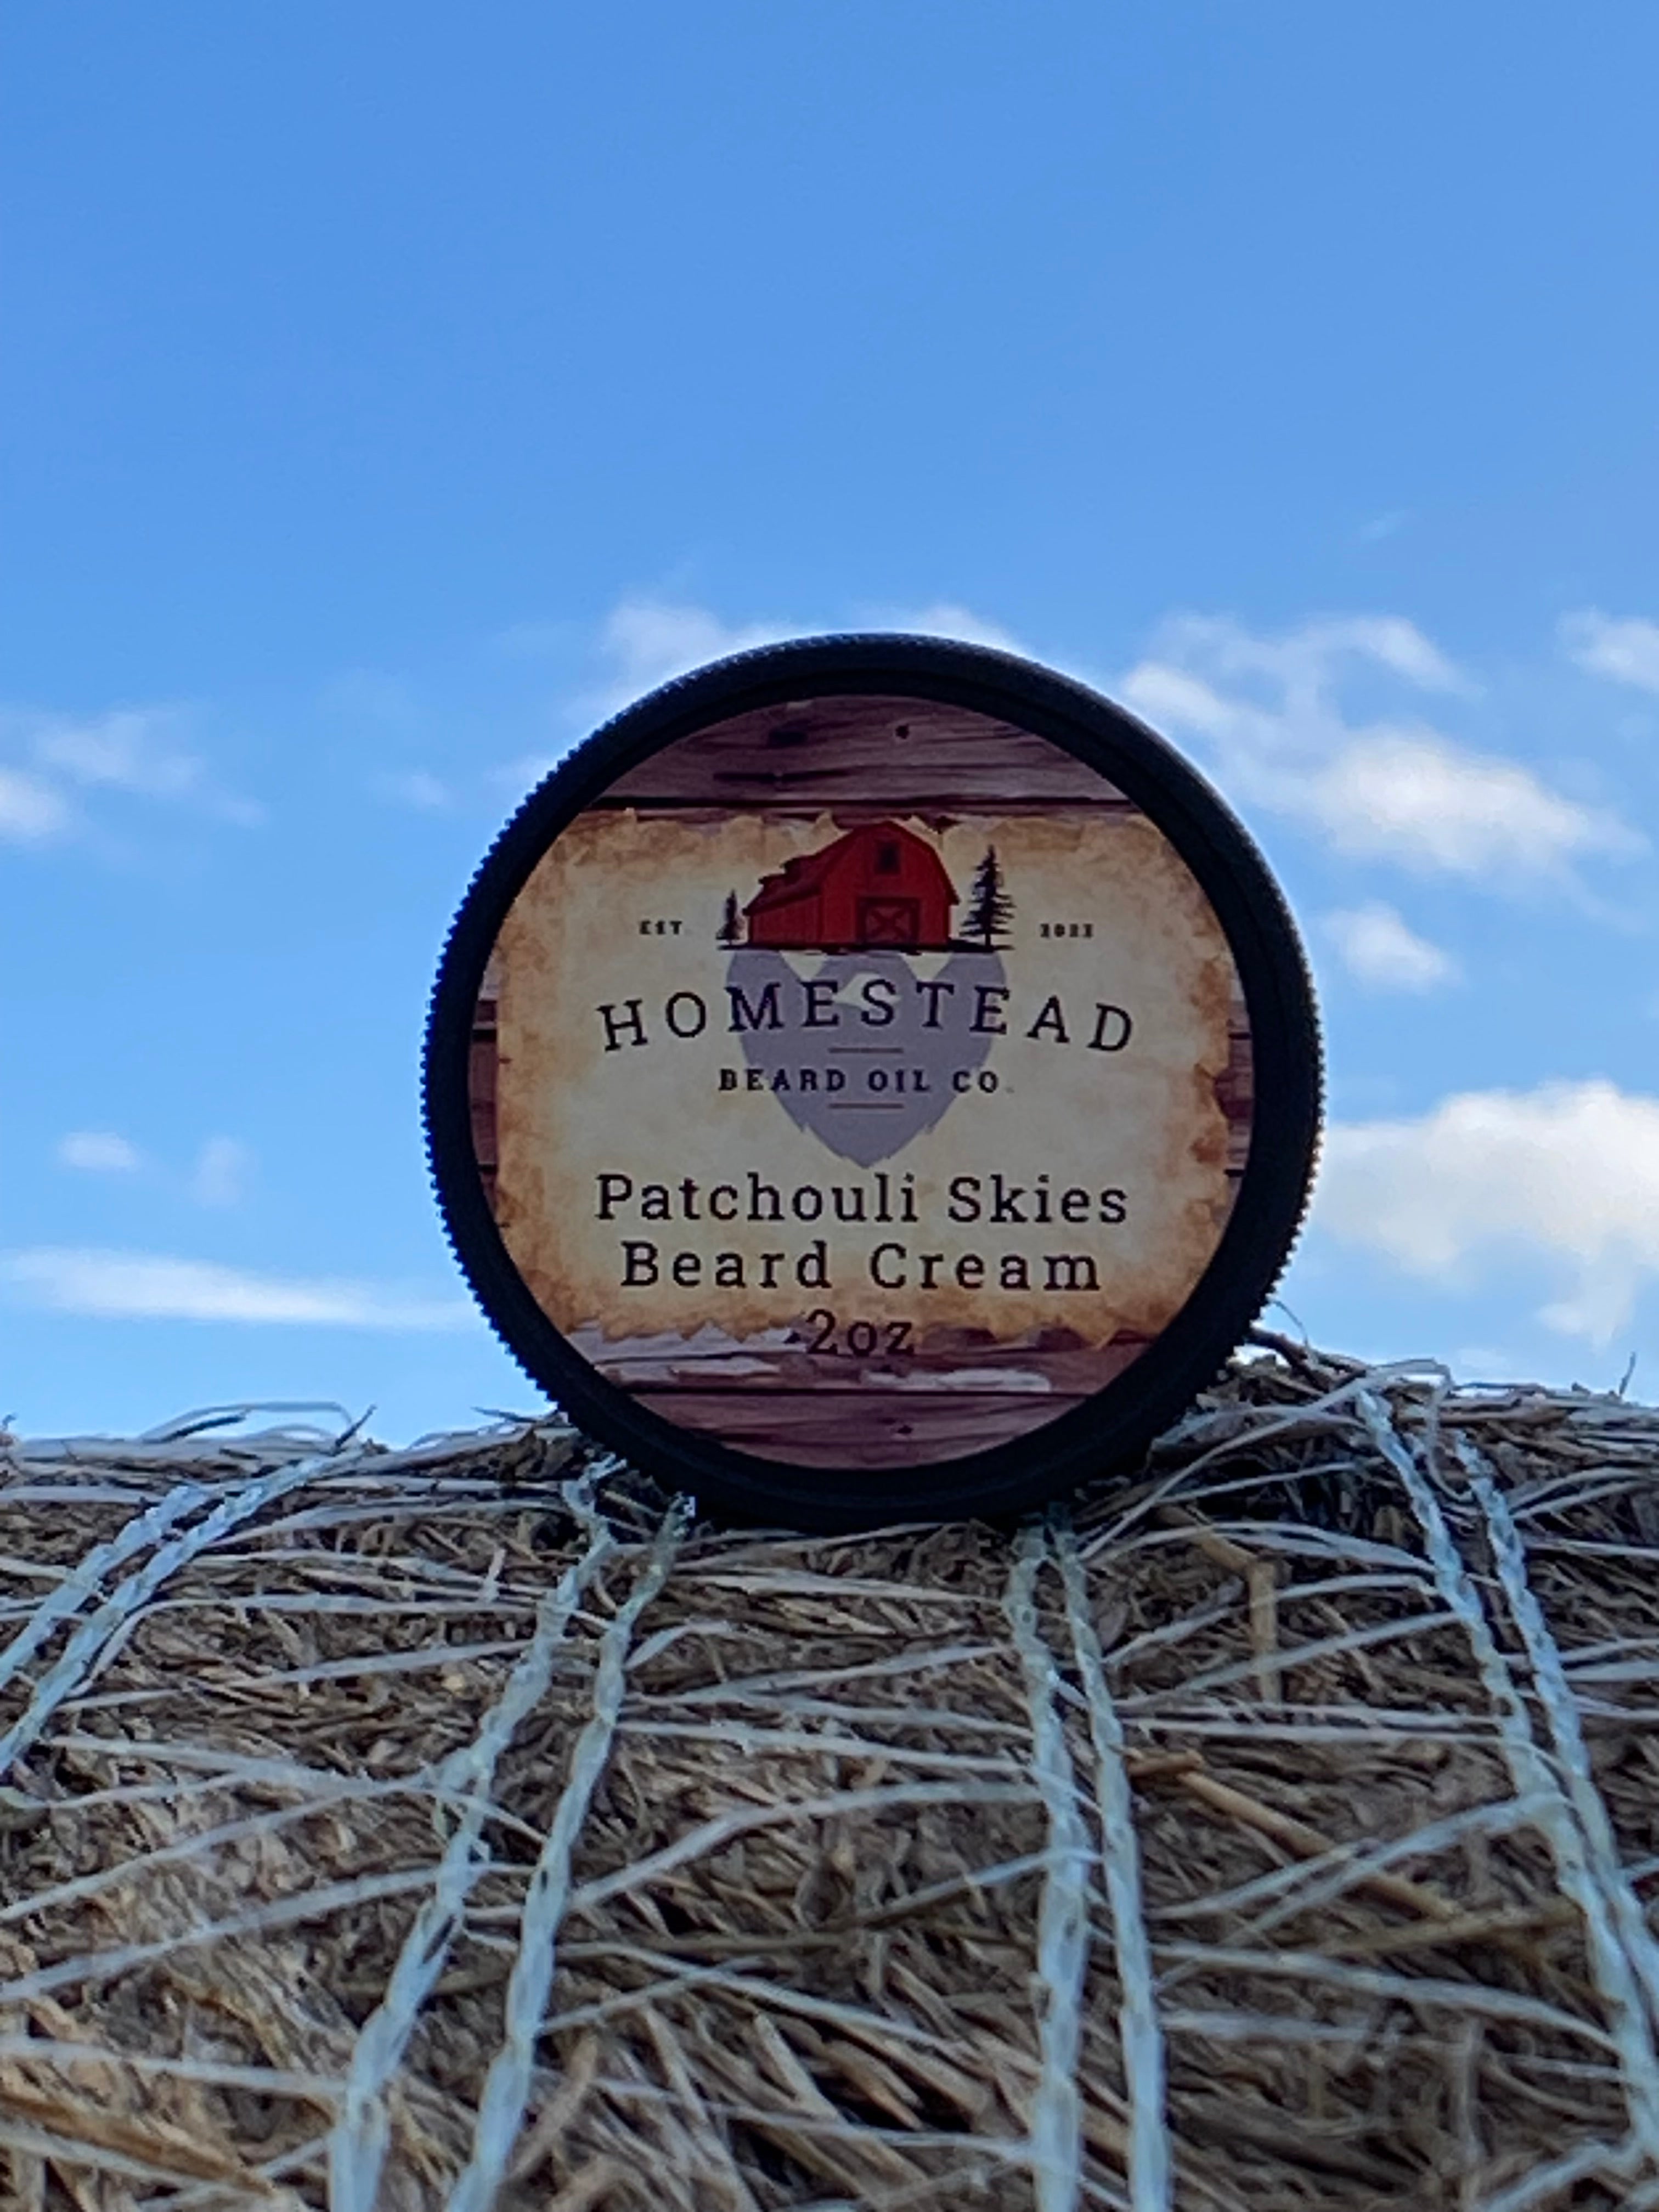 EST. 2022
HOMESTEAD
BEARD OIL CO.
Patchouli Skies
Beard Cream
2oz